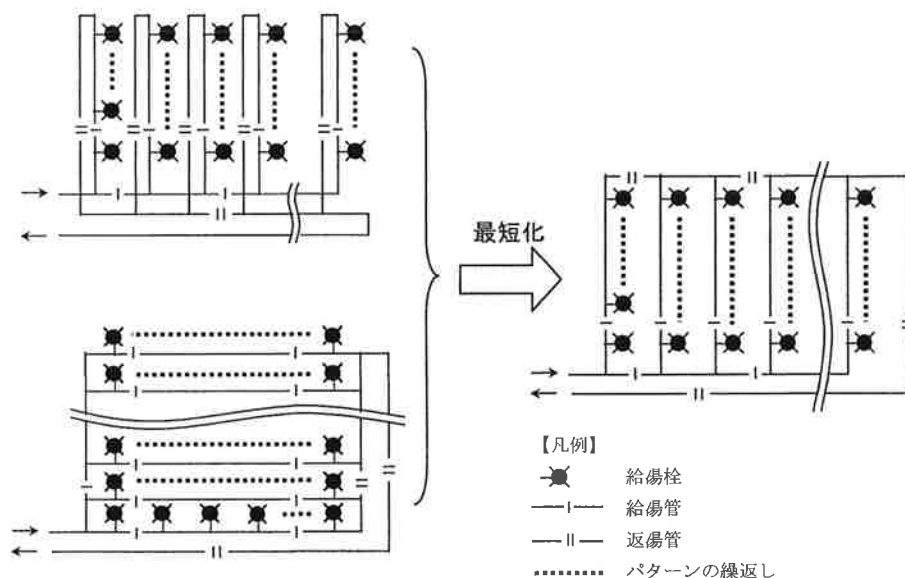 最短化
【凡例】
給湯栓
給湯管
返湯管
パターンの繰返し